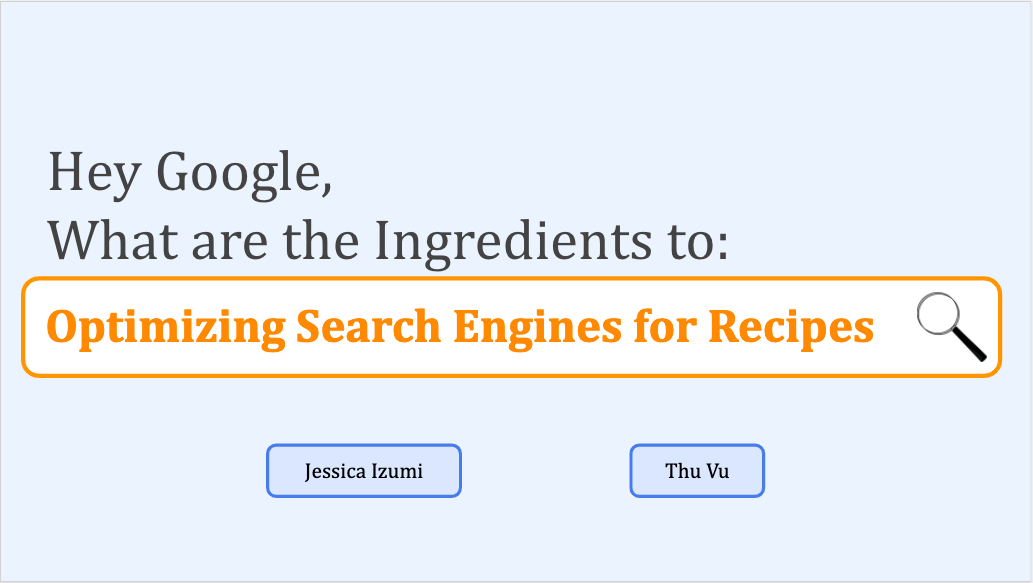 Hey Google,
What are the Ingredients to:
Optimizing Search Engines for Recipes
Jessica Izumi
Thu Vu